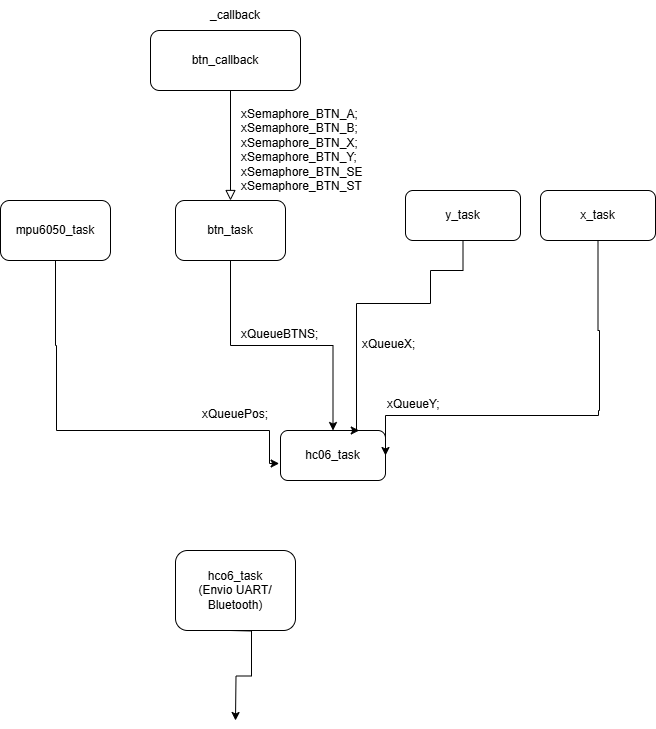 _callback
btn_callback
xSemaphore_BTN_A;
xSemaphore_BTN_B;
xSemaphore_BTN_X;
xSemaphore_BTN_Y;
xSemaphore_BTN_SE
xSemaphore_BTN_ST
mpu6050_task
btn_task
y_task
x_task
xQueueBTNS;
xQueueX;
xQueuePos;
xQueueY;
hc06_task
hco6_task
(Envio UART/
Bluetooth)